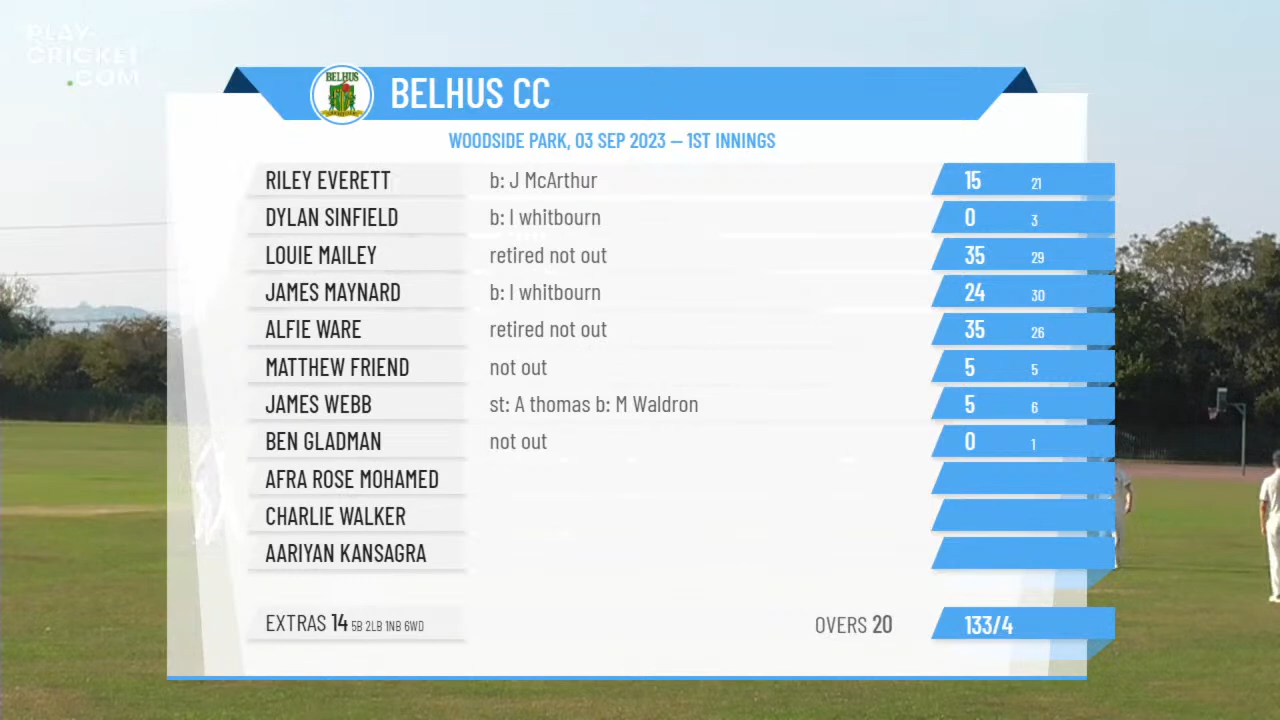 PLAY-
CRICKET
.COM
BELHUS
BELHUS CC
WOODSIDE PARK, 03 SEP 2023 – 1ST INNINGS
RILEY EVERETT b: J McArthur 15 21
DYLAN SINFIELD b: I whitbourn 0 3
LOUIE MAILEY retired not out 35 29
JAMES MAYNARD b: I whitbourn 24 30
ALFIE WARE retired not out 35 26
MATTHEW FRIEND not out 5 5
JAMES WEBB st: A thomas b: M Waldron 5 6
BEN GLADMAN not out 0 1
AFRA ROSE MOHAMED
CHARLIE WALKER
AARIYAN KANSAGRA
EXTRAS 14 5B 2LB 1NB 6WD OVERS 20 133/4